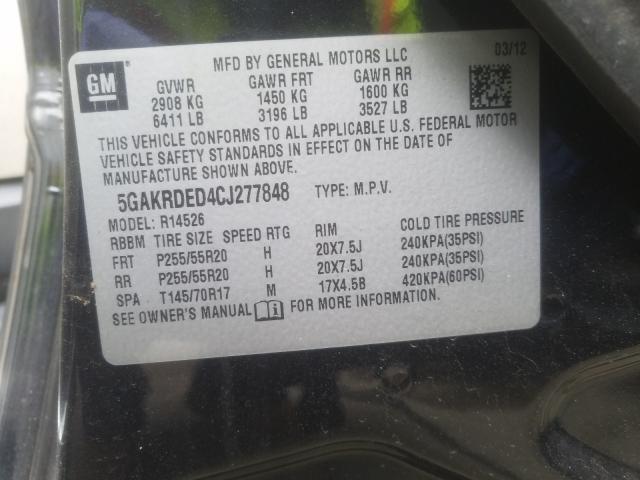 GM
MFD BY GENERAL MOTORS LLC
03/12
GVWR GAWR FRT GAWR RR
2908 KG 1450 KG 1600 KG
6411 LB 3196 LB 3527 LB
THIS VEHICLE CONFORMS TO ALL APPLICABLE U.S. FEDERAL MOTOR
VEHICLE SAFETY STANDARDS IN EFFECT ON THE DATE OF
MANUFACTURE SHOWN ABOVE.
5GAKRDED4CJ277848 TYPE: M.P.V.
MODEL: R14526
RBBM TIRE SIZE SPEED RTG RIM COLD TIRE PRESSURE
FRT P255/55R20 H 20X7.5J 240KPA(35PSI)
RR P255/55R20 H 20X7.5J 240KPA(35PSI)
SPA T145/70R17 M 17X4.5B 420KPA(60PSI)
SEE OWNER'S MANUAL FOR MORE INFORMATION.